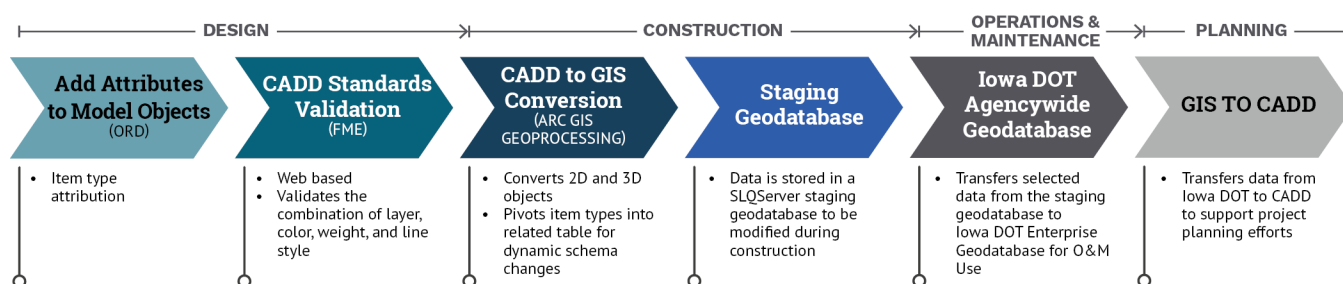 DESIGN
CONSTRUCTION
OPERATIONS &
MAINTENANCE
PLANNING
Add Attributes
to Model Objects
(ORD)
CADD Standards
Validation
(FME)
CADD to GIS
Conversion
(ARC GIS
GEOPROCESSING)
Staging
Geodatabase
Iowa DOT
Agencywide
Geodatabase
GIS TO CADD
• Item type
attribution
• Web based
• Validates the
combination of layer,
color, weight, and line
style
• Converts 2D and 3D
objects
• Pivots item types into
related table for
dynamic schema
changes
• Data is stored in a
SLQServer staging
geodatabase to be
modified during
construction
• Transfers selected
data from the staging
geodatabase to
Iowa DOT Enterprise
Geodatabase for O&M
Use
• Transfers data from
Iowa DOT to CADD
to support project
planning efforts